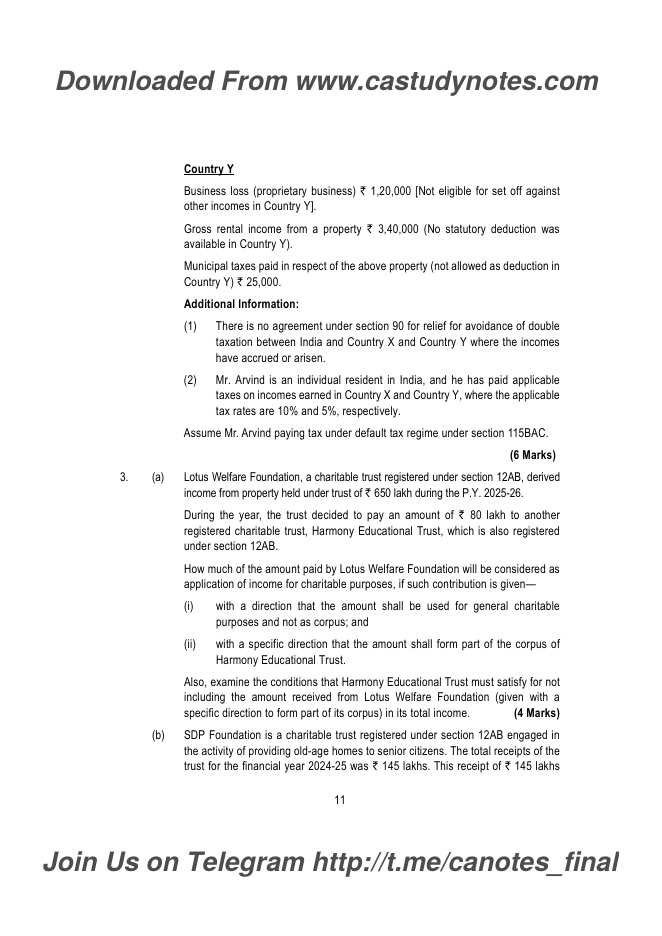 Downloaded From www.castudynotes.com
Country Y
Business loss (proprietary business) ₹ 1,20,000 [Not eligible for set off against
other incomes in Country Y].
Gross rental income from a property ₹ 3,40,000 (No statutory deduction was
available in Country Y).
Municipal taxes paid in respect of the above property (not allowed as deduction in
Country Y) ₹ 25,000.
Additional Information:
(1) There is no agreement under section 90 for relief for avoidance of double
taxation between India and Country X and Country Y where the incomes
have accrued or arisen.
(2) Mr. Arvind is an individual resident in India, and he has paid applicable
taxes on incomes earned in Country X and Country Y, where the applicable
tax rates are 10% and 5%, respectively.
Assume Mr. Arvind paying tax under default tax regime under section 115BAC.
(6 Marks)
3. (a) Lotus Welfare Foundation, a charitable trust registered under section 12AB, derived
income from property held under trust of ₹ 650 lakh during the P.Y. 2025-26.
During the year, the trust decided to pay an amount of ₹ 80 lakh to another
registered charitable trust, Harmony Educational Trust, which is also registered
under section 12AB.
How much of the amount paid by Lotus Welfare Foundation will be considered as
application of income for charitable purposes, if such contribution is given—
(i) with a direction that the amount shall be used for general charitable
purposes and not as corpus; and
(ii) with a specific direction that the amount shall form part of the corpus of
Harmony Educational Trust.
Also, examine the conditions that Harmony Educational Trust must satisfy for not
including the amount received from Lotus Welfare Foundation (given with a
specific direction to form part of its corpus) in its total income. (4 Marks)
(b) SDP Foundation is a charitable trust registered under section 12AB engaged in
the activity of providing old-age homes to senior citizens. The total receipts of the
trust for the financial year 2024-25 was ₹ 145 lakhs. This receipt of ₹ 145 lakhs
11
Join Us on Telegram http://t.me/canotes_final